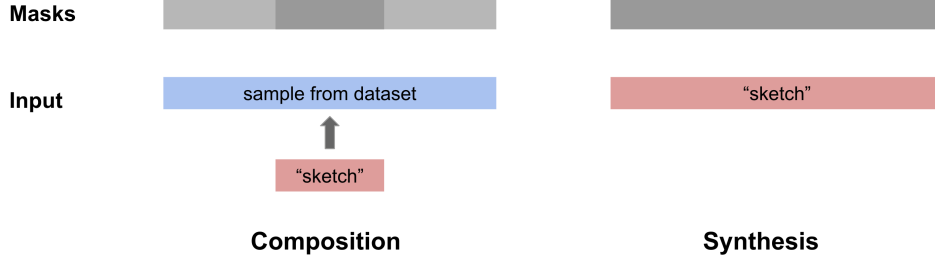 Masks
Input
sample from dataset
“sketch”
“sketch”
Composition
Synthesis